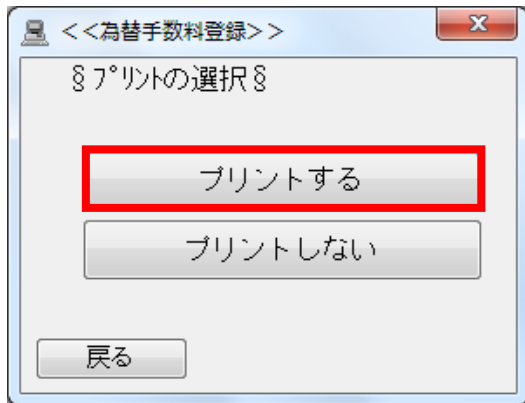 <<為替手数料登録>>
§ﾌﾟﾘﾝﾄの選択§
プリントする
プリントしない
戻る